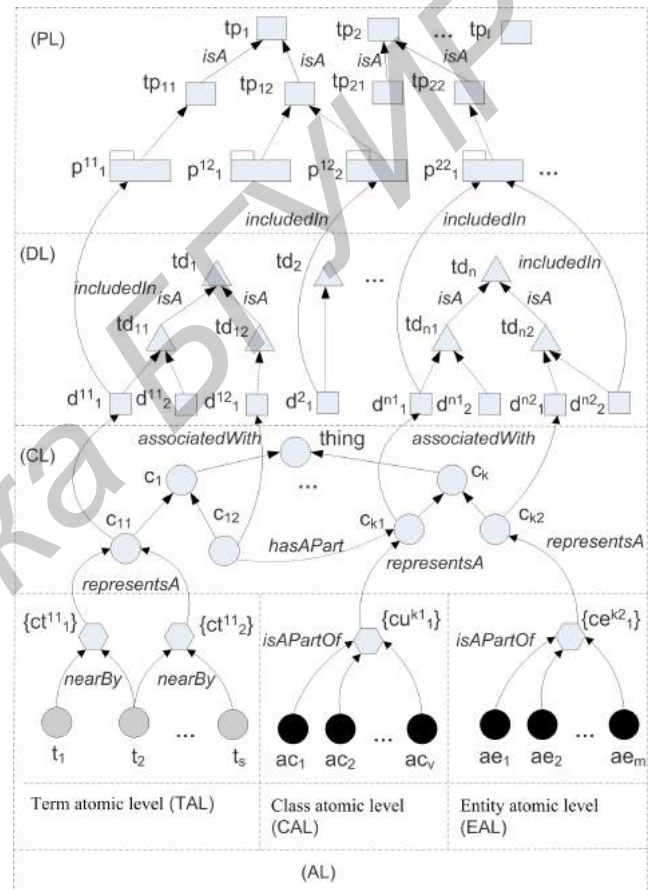 (PL)
tp₁ tp₂ ... tpₗ
isA isA isA isA
tp₁₁ tp₁₂ tp₂₁ tp₂₂
p¹¹₁ p¹²₁ p¹²₂ p²²₁ ...
includedIn includedIn
(DL)
td₁ td₂ ... tdₙ includedIn
includedIn isA isA isA isA
td₁₁ td₁₂ tdₙ₁ tdₙ₂
d¹¹₁ d¹¹₂ d¹²₁ d²₁ dⁿ¹₁ dⁿ¹₂ dⁿ²₁ dⁿ²₂
associatedWith thing associatedWith
(CL)
c₁ ... cₖ
c₁₁ c₁₂ cₖ₁ cₖ₂
hasAPart representsA
representsA representsA
{ct¹¹₁} {ct¹¹₂} {cuᵏ¹₁} {ceᵏ²₁}
isAPartOf isAPartOf
nearBy nearBy
t₁ t₂ ... tₛ ac₁ ac₂ ... acᵥ ae₁ ae₂ ... aeₘ
Term atomic level (TAL) Class atomic level Entity atomic level
(CAL) (EAL)
(AL)
БГУИР